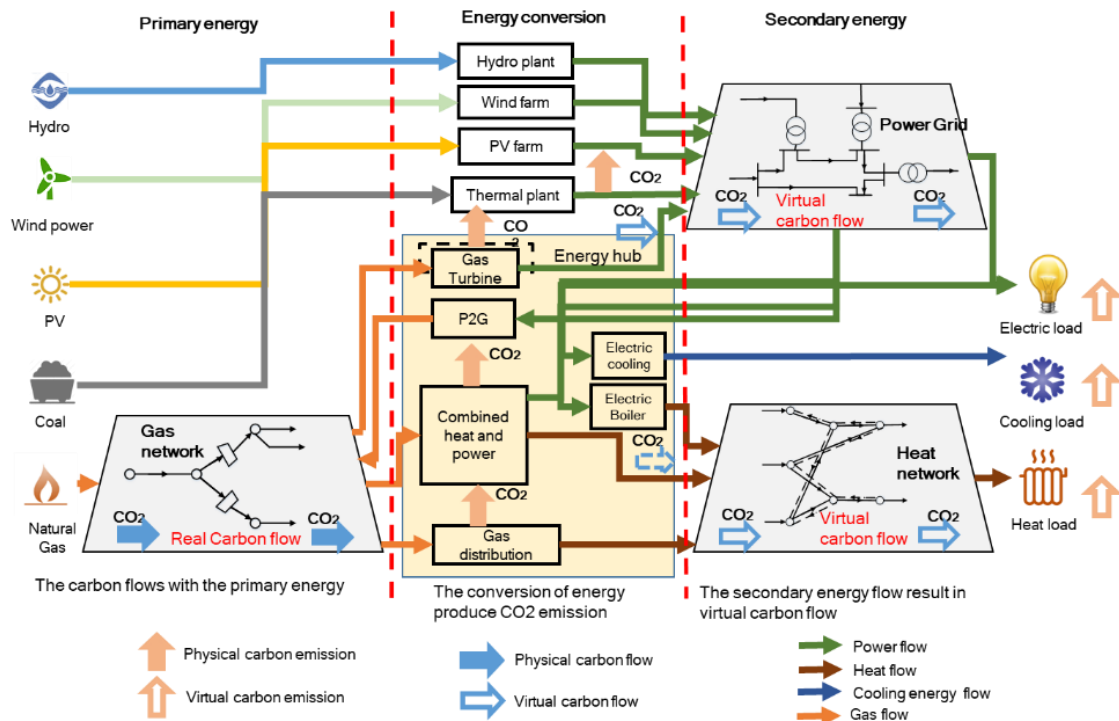 Primary energy
Energy conversion
Secondary energy
Hydro
Wind power
PV
Coal
Natural
Gas
Hydro plant
Wind farm
PV farm
CO2
Thermal plant
CO
2
CO2
Gas
Turbine
Energy hub
P2G
CO2
Electric
cooling
Electric
Boiler
Combined
heat and
power
CO2
CO2
Gas
distribution
Gas
network
CO2
CO2
Real Carbon flow
Power Grid
CO2
Virtual
carbon flow
CO2
Heat
network
CO2
Virtual
carbon flow
CO2
Electric load
Cooling load
Heat load
The carbon flows with the primary energy
The conversion of energy
produce CO2 emission
The secondary energy flow result in
virtual carbon flow
Physical carbon emission
Virtual carbon emission
Physical carbon flow
Virtual carbon flow
Power flow
Heat flow
Cooling energy flow
Gas flow